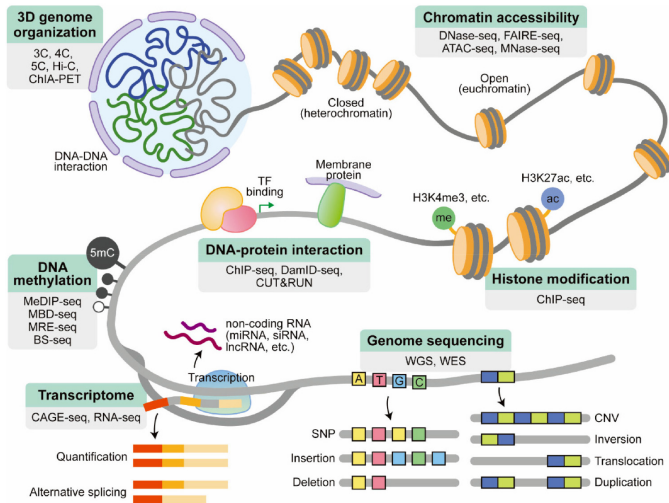 3D genome
organization
3C, 4C,
5C, Hi-C,
ChIA-PET
DNA-DNA
interaction
Chromatin accessibility
DNase-seq, FAIRE-seq,
ATAC-seq, MNase-seq
Closed
(heterochromatin)
Open
(euchromatin)
TF
binding
Membrane
protein
H3K4me3, etc.
me
H3K27ac, etc.
ac
DNA-protein interaction
ChIP-seq, DamID-seq,
CUT&RUN
Histone modification
ChIP-seq
5mC
DNA
methylation
MeDIP-seq
MBD-seq
MRE-seq
BS-seq
non-coding RNA
(miRNA, siRNA,
lncRNA, etc.)
Transcription
Transcriptome
CAGE-seq, RNA-seq
Quantification
Alternative splicing
Genome sequencing
WGS, WES
A T G C
SNP
Insertion
Deletion
CNV
Inversion
Translocation
Duplication